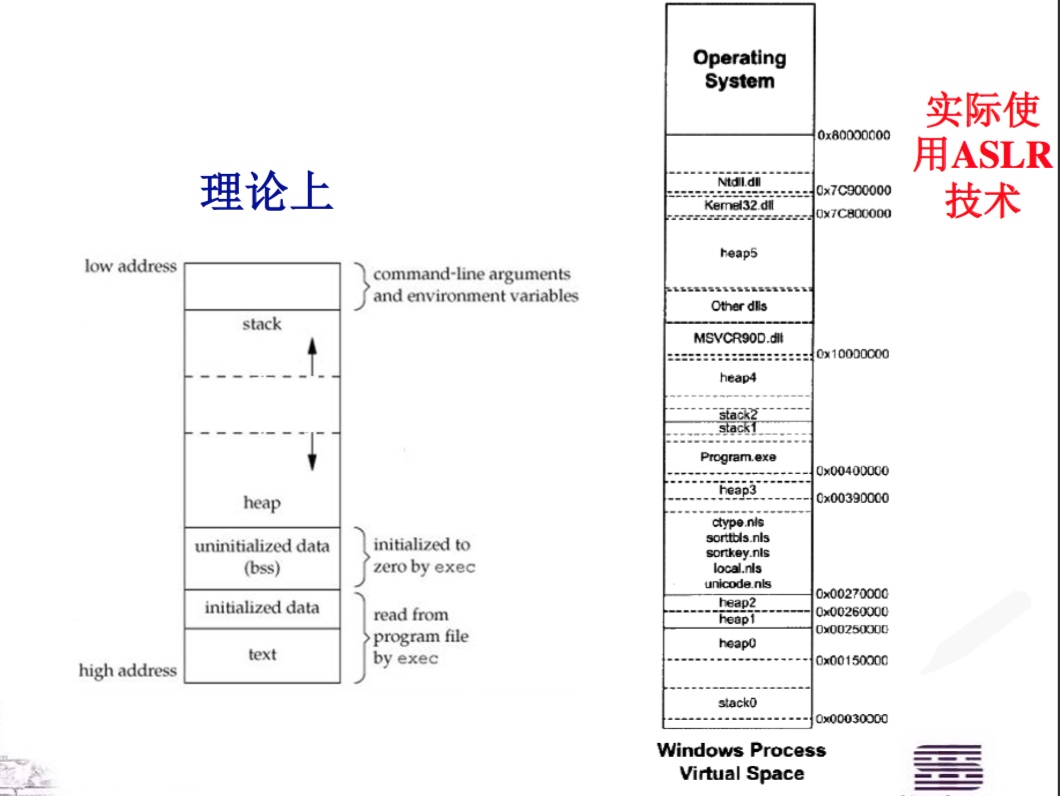 理论上
low address
command-line arguments
and environment variables
stack
heap
uninitialized data
(bss)
initialized to
zero by exec
initialized data
read from
program file
by exec
text
high address
Operating
System
0x80000000
Ntdll.dll
0x7C900000
Kernel32.dll
0x7C800000
heap5
Other dlls
MSVCR90D.dll
0x10000000
heap4
stack2
stack1
Program.exe
0x00400000
heap3
0x00390000
ctype.nls
sorttbls.nls
sortkey.nls
local.nls
unicode.nls
0x00270000
heap2
0x00260000
heap1
0x00250000
heap0
0x00150000
stack0
0x00030000
Windows Process
Virtual Space
实际使
用ASLR
技术